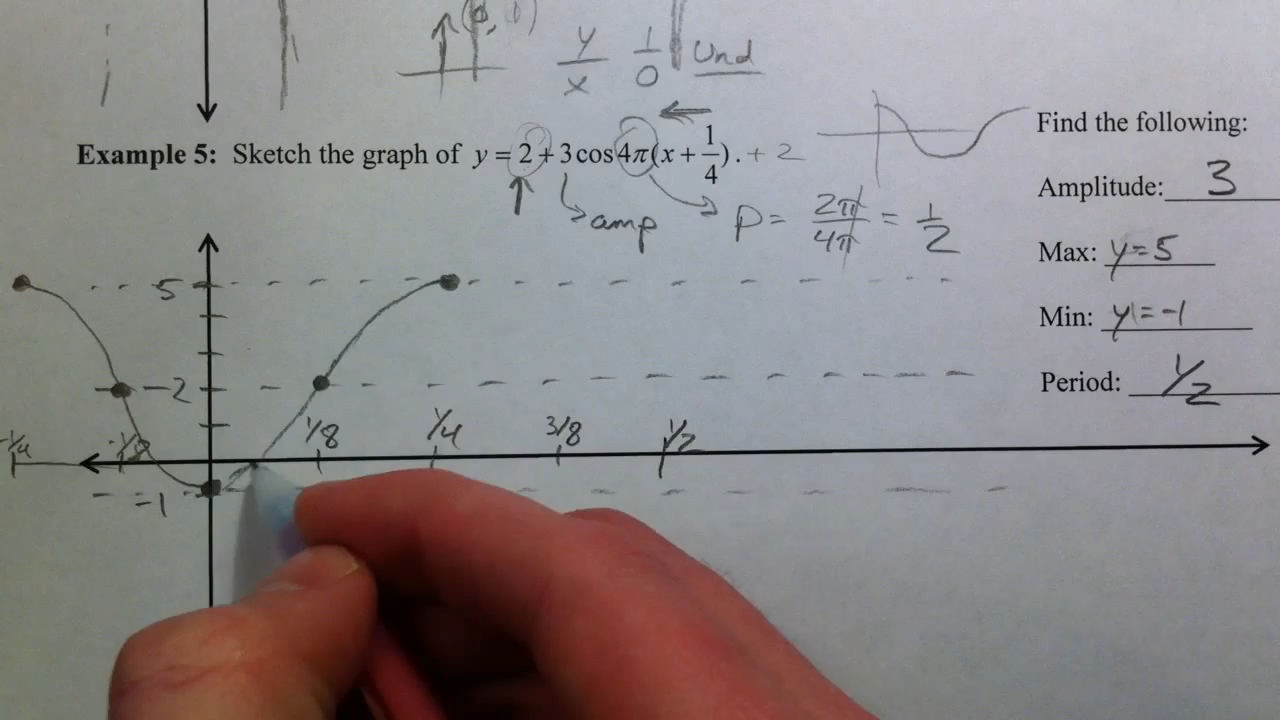 y/x 1/0 Und
Example 5: Sketch the graph of y = 2 + 3 cos 4π(x + 1/4). + 2
amp
P = 2π/4π = 1/2
Find the following:
Amplitude: 3
Max: y=5
Min: y=-1
Period: 1/2
5
2
-1/4 -1/8 1/8 1/4 3/8 1/2
-1